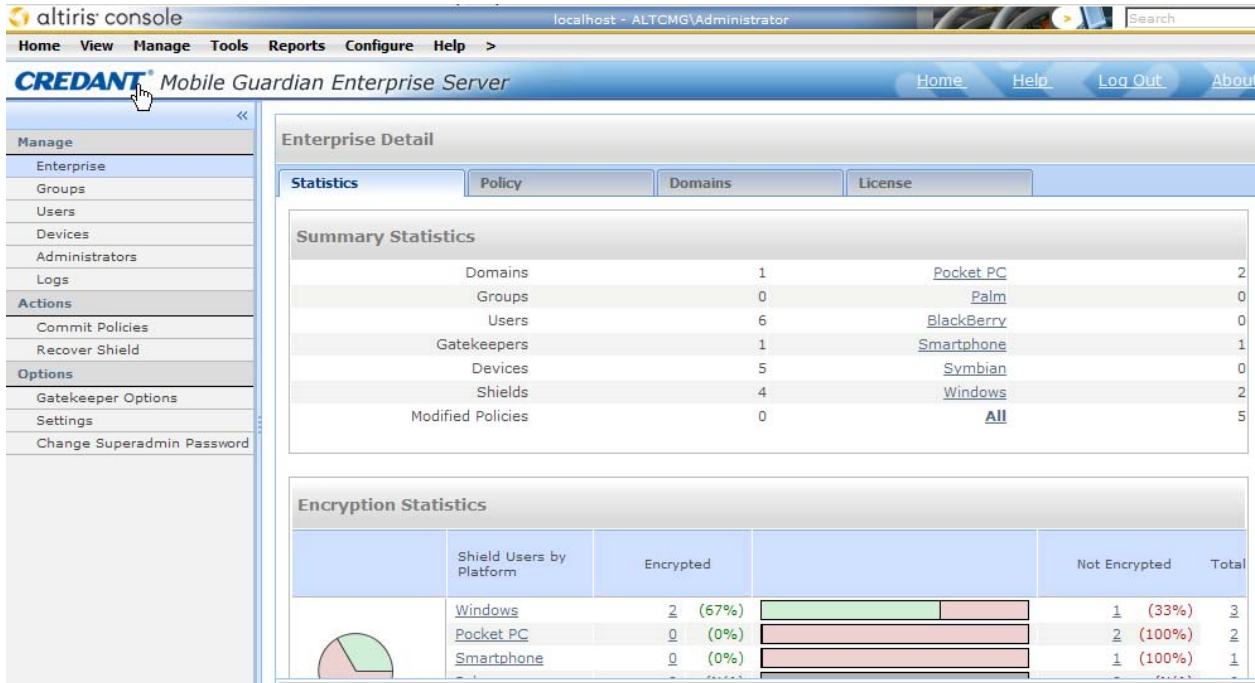 altiris® console
localhost - ALTCMG\Administrator
Search
Home View Manage Tools Reports Configure Help >
CREDANT® Mobile Guardian Enterprise Server
Home Help Log Out About
«
Manage
Enterprise
Groups
Users
Devices
Administrators
Logs
Actions
Commit Policies
Recover Shield
Options
Gatekeeper Options
Settings
Change Superadmin Password
Enterprise Detail
Statistics Policy Domains License
Summary Statistics
Domains 1 Pocket PC 2
Groups 0 Palm 0
Users 6 BlackBerry 0
Gatekeepers 1 Smartphone 1
Devices 5 Symbian 0
Shields 4 Windows 2
Modified Policies 0 All 5
Encryption Statistics
Shield Users by
Platform
Encrypted Not Encrypted Total
Windows 2 (67%) 1 (33%) 3
Pocket PC 0 (0%) 2 (100%) 2
Smartphone 0 (0%) 1 (100%) 1